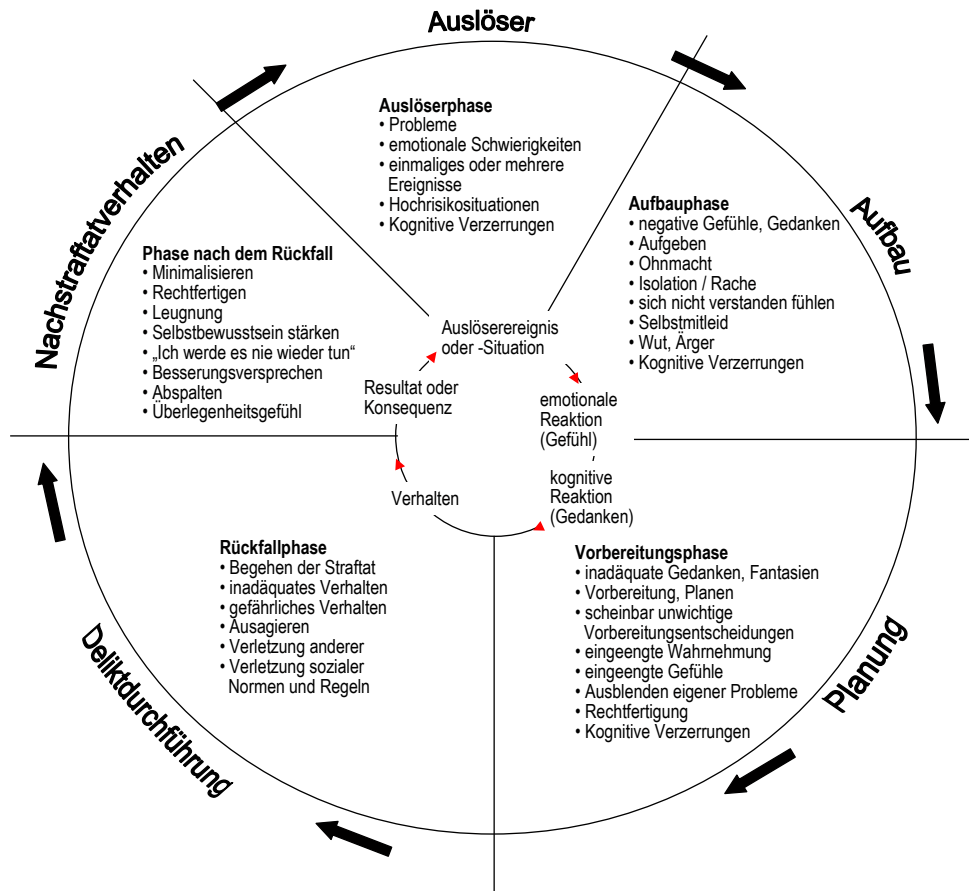 Auslöser
Auslöserphase
• Probleme
• emotionale Schwierigkeiten
• einmaliges oder mehrere
Ereignisse
• Hochrisikosituationen
• Kognitive Verzerrungen
Aufbau
Aufbauphase
• negative Gefühle, Gedanken
• Aufgeben
• Ohnmacht
• Isolation / Rache
• sich nicht verstanden fühlen
• Selbstmitleid
• Wut, Ärger
• Kognitive Verzerrungen
Planung
Vorbereitungsphase
• inadäquate Gedanken, Fantasien
• Vorbereitung, Planen
• scheinbar unwichtige
Vorbereitungsentscheidungen
• eingeengte Wahrnehmung
• eingeengte Gefühle
• Ausblenden eigener Probleme
• Rechtfertigung
• Kognitive Verzerrungen
Deliktdurchführung
Rückfallphase
• Begehen der Straftat
• inadäquates Verhalten
• gefährliches Verhalten
• Ausagieren
• Verletzung anderer
• Verletzung sozialer
Normen und Regeln
Nachstraftatverhalten
Phase nach dem Rückfall
• Minimalisieren
• Rechtfertigen
• Leugnung
• Selbstbewusstsein stärken
• „Ich werde es nie wieder tun“
• Besserungsversprechen
• Abspalten
• Überlegenheitsgefühl
Auslöserereignis
oder -Situation
emotionale
Reaktion
(Gefühl)
kognitive
Reaktion
(Gedanken)
Verhalten
Resultat oder
Konsequenz